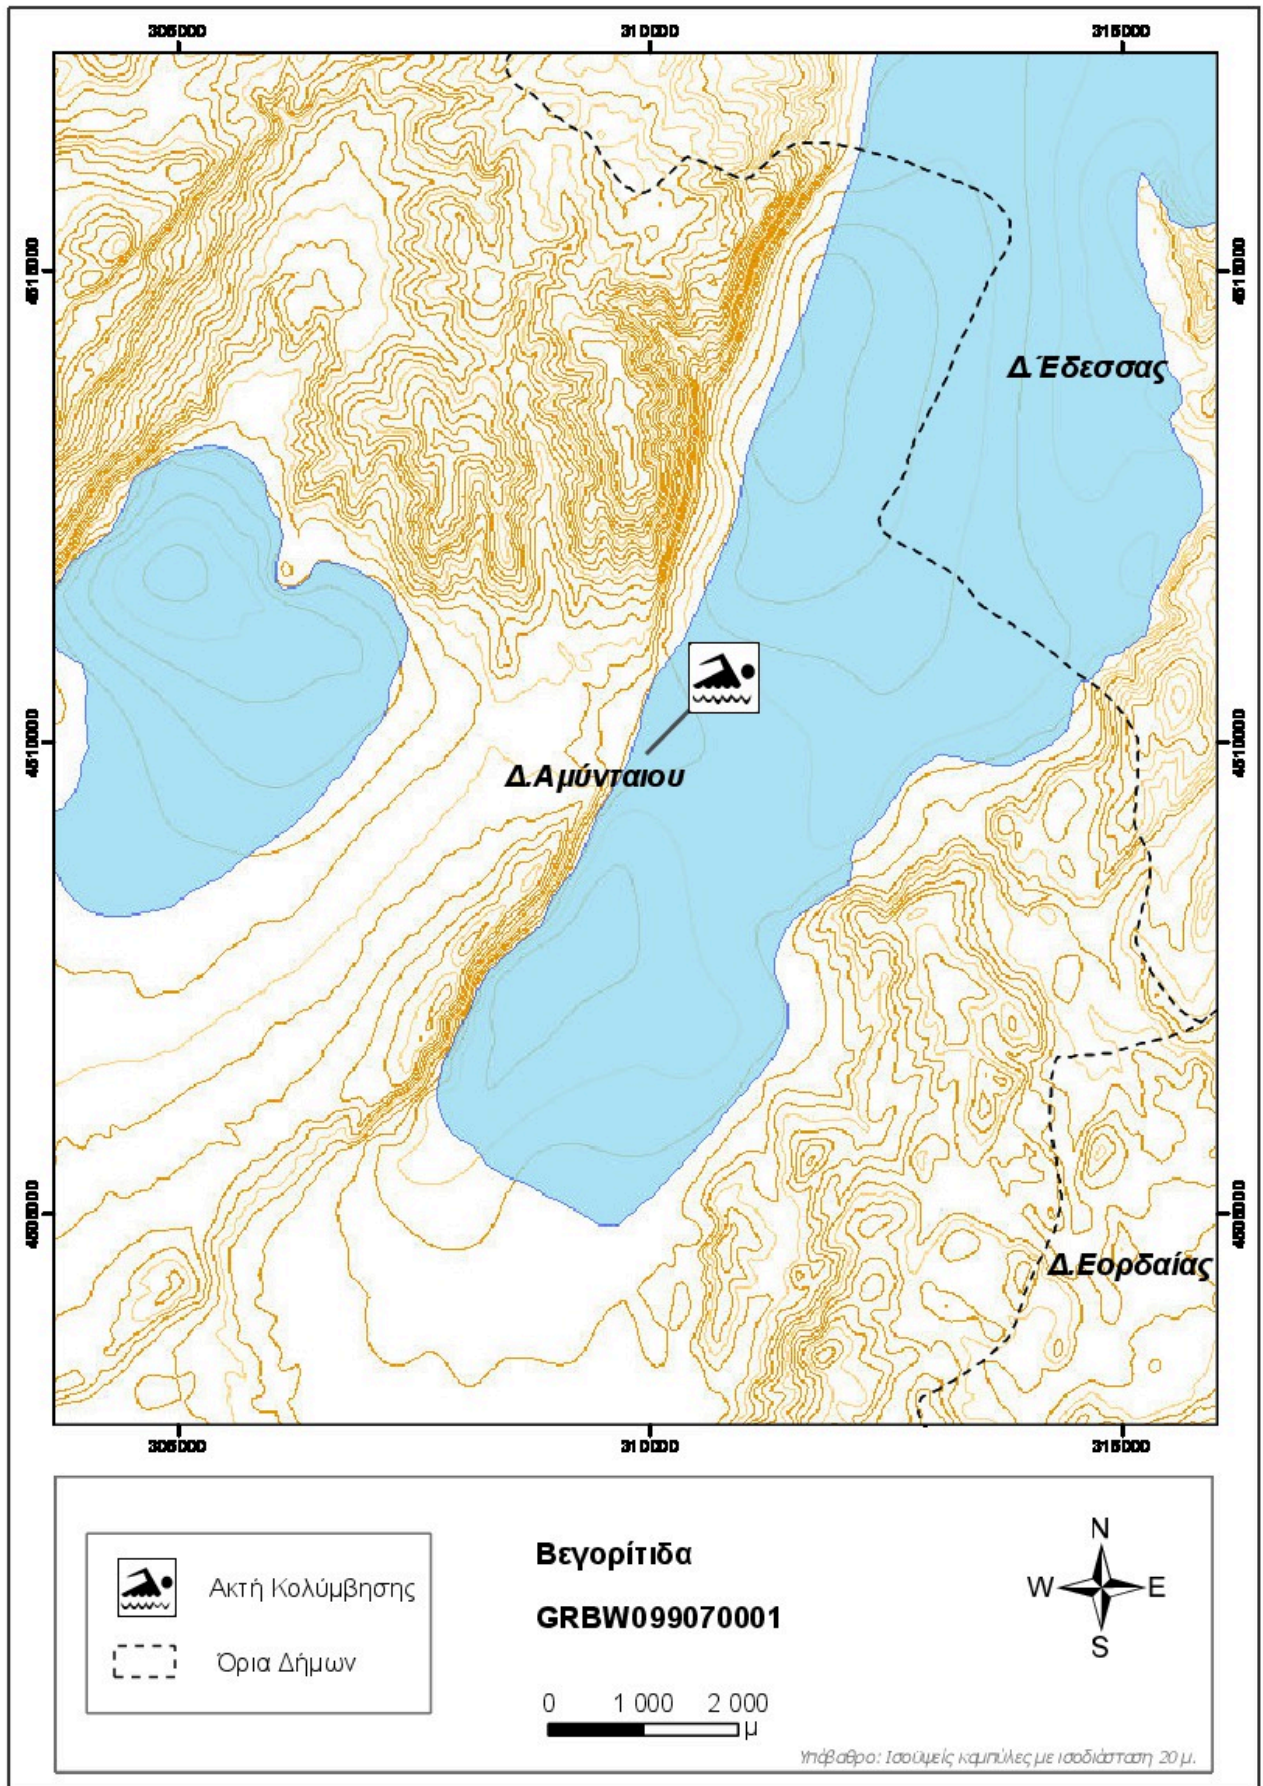 305000 310000 315000
4515000 4515000
Δ.Έδεσσας
4510000 4510000
Δ.Αμύνταιου
4505000 4505000
Δ.Εορδαίας
305000 310000 315000
Ακτή Κολύμβησης
Όρια Δήμων
Βεγορίτιδα
GRBW099070001
0 1 000 2 000
μ
N
W E
S
Υπόβαθρο: Ισοϋψείς καμπύλες με ισοδιάσταση 20 μ.